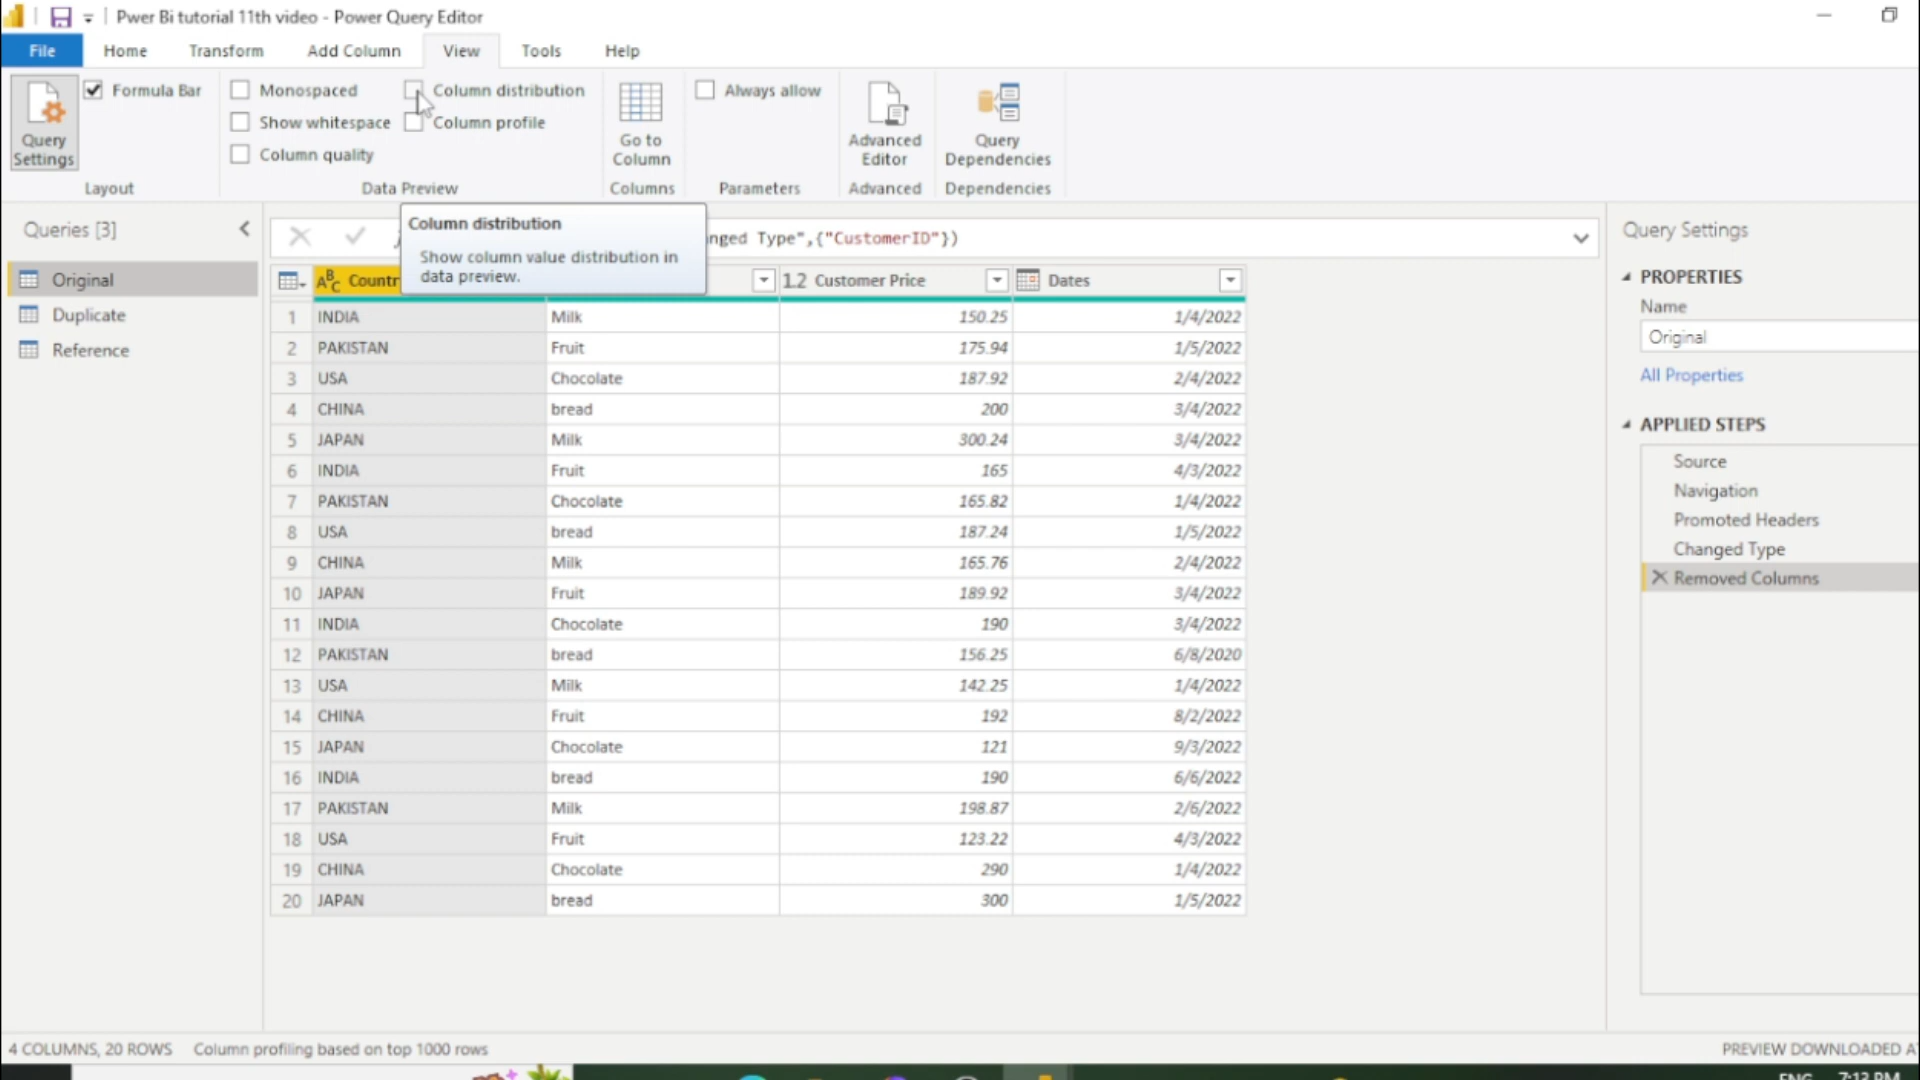 Pwer Bi tutorial 11th video - Power Query Editor
File Home Transform Add Column View Tools Help
Query Settings
Formula Bar
Layout
Monospaced
Show whitespace
Column quality
Column distribution
Column profile
Data Preview
Go to Column
Columns
Always allow
Parameters
Advanced Editor
Advanced
Query Dependencies
Dependencies
Queries [3]
Original
Duplicate
Reference
Column distribution
Show column value distribution in
data preview.
nged Type",{"CustomerID"})
Countr 1.2 Customer Price Dates
1 INDIA Milk 150.25 1/4/2022
2 PAKISTAN Fruit 175.94 1/5/2022
3 USA Chocolate 187.92 2/4/2022
4 CHINA bread 200 3/4/2022
5 JAPAN Milk 300.24 3/4/2022
6 INDIA Fruit 165 4/3/2022
7 PAKISTAN Chocolate 165.82 1/4/2022
8 USA bread 187.24 1/5/2022
9 CHINA Milk 165.76 2/4/2022
10 JAPAN Fruit 189.92 3/4/2022
11 INDIA Chocolate 190 3/4/2022
12 PAKISTAN bread 156.25 6/8/2020
13 USA Milk 142.25 1/4/2022
14 CHINA Fruit 192 8/2/2022
15 JAPAN Chocolate 121 9/3/2022
16 INDIA bread 190 6/6/2022
17 PAKISTAN Milk 198.87 2/6/2022
18 USA Fruit 123.22 4/3/2022
19 CHINA Chocolate 290 1/4/2022
20 JAPAN bread 300 1/5/2022
Query Settings
PROPERTIES
Name
Original
All Properties
APPLIED STEPS
Source
Navigation
Promoted Headers
Changed Type
Removed Columns
4 COLUMNS, 20 ROWS Column profiling based on top 1000 rows
PREVIEW DOWNLOADED A
ENG 7:13 PM